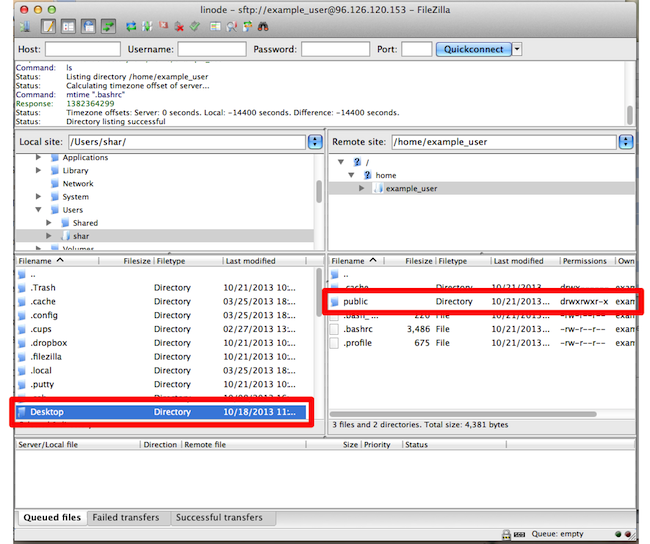 linode - sftp://example_user@96.126.120.153 - FileZilla
Host: Username: Password: Port: Quickconnect
Command: ls
Status: Listing directory /home/example_user
Status: Calculating timezone offset of server...
Command: mtime ".bashrc"
Response: 1382364299
Status: Timezone offsets: Server: 0 seconds. Local: -14400 seconds. Difference: -14400 seconds.
Status: Directory listing successful
Local site: /Users/shar/
Applications
Library
Network
System
Users
Shared
shar
Volumes
Remote site: /home/example_user
/
home
example_user
Filename Filesize Filetype Last modified
..
.Trash Directory 10/21/2013 10:...
.cache Directory 03/25/2013 18:...
.config Directory 03/25/2013 18:...
.cups Directory 02/27/2013 13:...
.dropbox Directory 10/21/2013 10:...
.filezilla Directory 10/21/2013 10:...
.local Directory 03/25/2013 18:...
.putty Directory 10/21/2013 10:...
Directory
Desktop Directory 10/18/2013 11:...
Filename Filesize Filetype Last modified Permissions Own
..
.cache Directory 10/21/2013... drwx------
public Directory 10/21/2013... drwxrwxr-x exam
.bash_... 220 File 10/21/2013... -rw-r--r-- exam
.bashrc 3,486 File 10/21/2013... -rw-r--r-- exam
.profile 675 File 10/21/2013... -rw-r--r-- exam
3 files and 2 directories. Total size: 4,381 bytes
Server/Local file Direction Remote file Size Priority Status
Queued files Failed transfers Successful transfers
Queue: empty